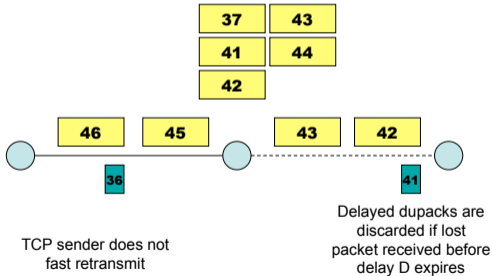 37 43
41 44
42
46 45 43 42
36 41
TCP sender does not
fast retransmit
Delayed dupacks are
discarded if lost
packet received before
delay D expires